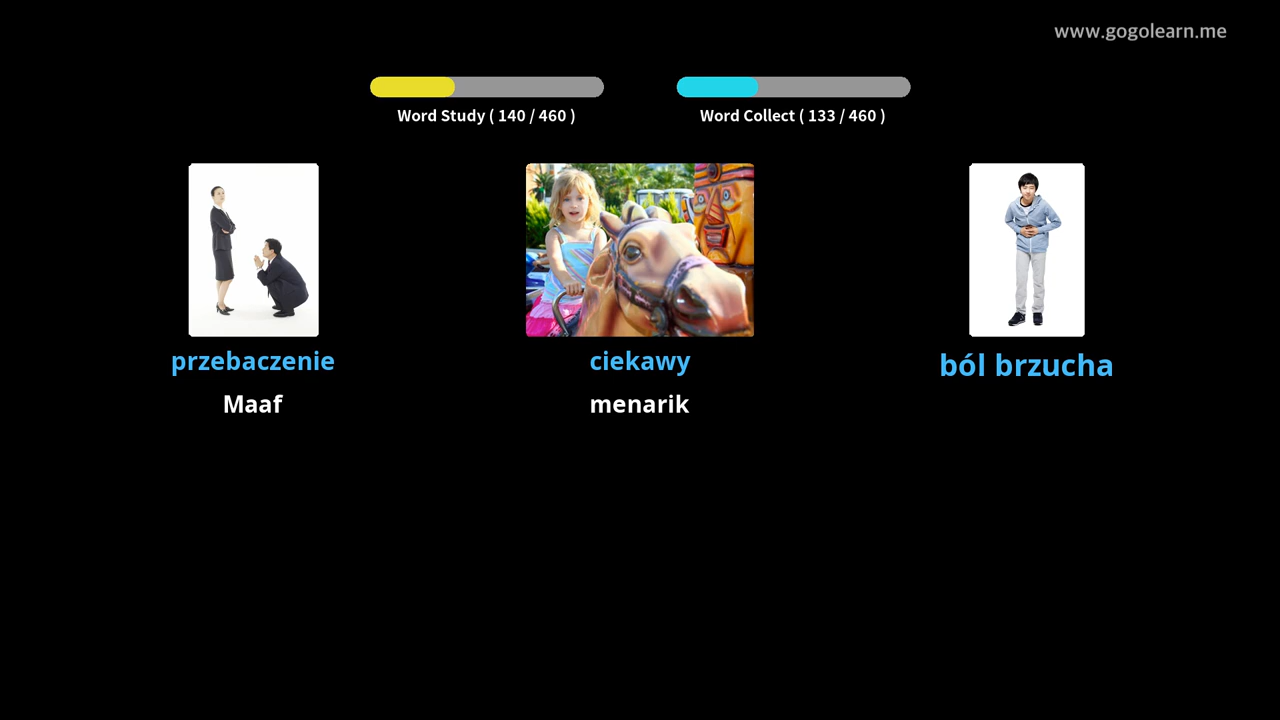 www.gogolearn.me
Word Study ( 140 / 460 )
Word Collect ( 133 / 460 )
przebaczenie
ciekawy
ból brzucha
Maaf
menarik